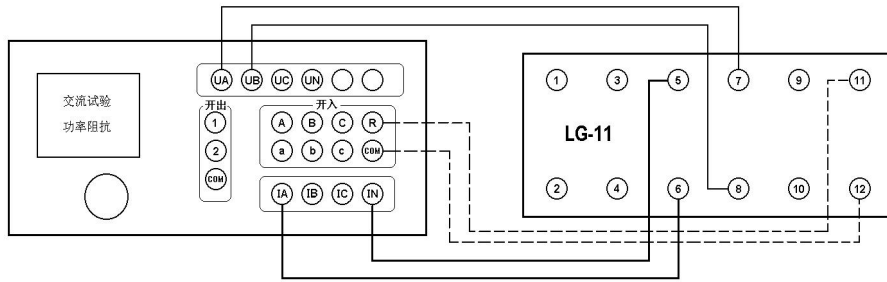 UA UB UC UN
1 3 5 7 9 11
交流试验
功率阻抗
开出
开入
1
A B C R
LG-11
2
a b c COM
COM
IA IB IC IN
2 4 6 8 10 12